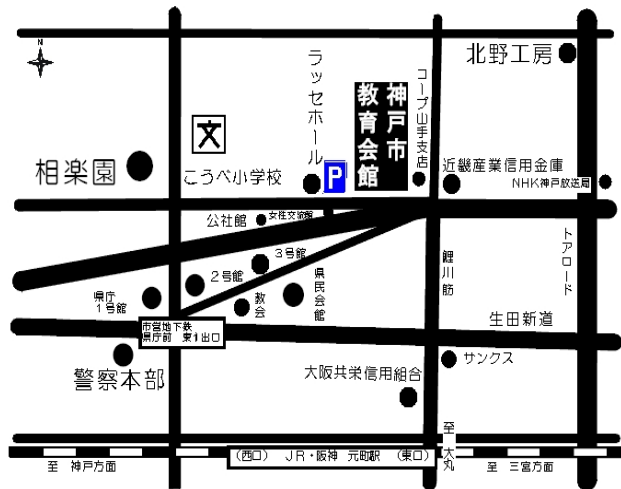 N
北野工房
ラッセホール
神戸市
教育会館
コープ山手支店
文
相楽園
こうべ小学校
P
近畿産業信用金庫
NHK神戸放送局
公社館
女性交流館
3号館
2号館
県庁
1号館
教会
県民会館
鯉川筋
トアロード
生田新道
市営地下鉄
県庁前 東1出口
警察本部
サンクス
大阪共栄信用組合
至 大丸
(西口) JR・阪神 元町駅 (東口)
至 神戸方面
至 三宮方面